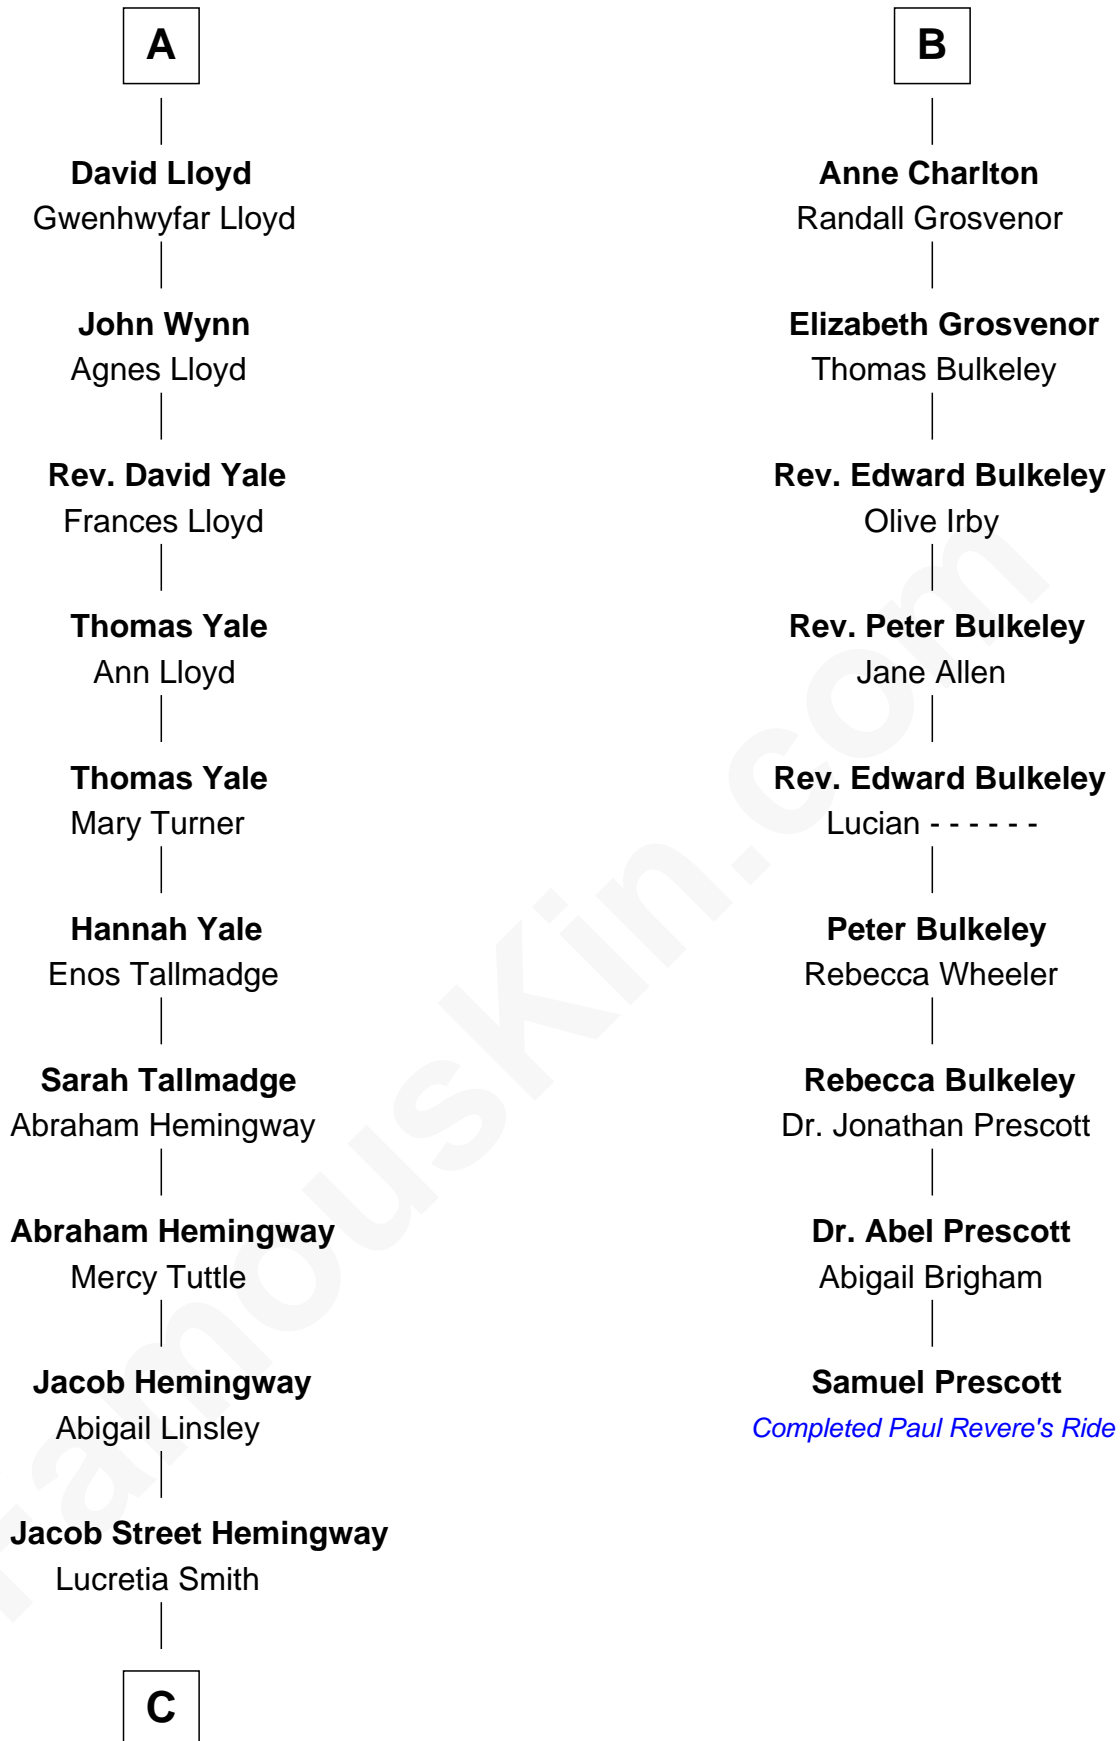 A
David Lloyd
Gwenhwyfar Lloyd
John Wynn
Agnes Lloyd
Rev. David Yale
Frances Lloyd
Thomas Yale
Ann Lloyd
Thomas Yale
Mary Turner
Hannah Yale
Enos Tallmadge
Sarah Tallmadge
Abraham Hemingway
Abraham Hemingway
Mercy Tuttle
Jacob Hemingway
Abigail Linsley
Jacob Street Hemingway
Lucretia Smith
C
B
Anne Charlton
Randall Grosvenor
Elizabeth Grosvenor
Thomas Bulkeley
Rev. Edward Bulkeley
Olive Irby
Rev. Peter Bulkeley
Jane Allen
Rev. Edward Bulkeley
Lucian - - - - - -
Peter Bulkeley
Rebecca Wheeler
Rebecca Bulkeley
Dr. Jonathan Prescott
Dr. Abel Prescott
Abigail Brigham
Samuel Prescott
Completed Paul Revere's Ride
FamousKin.com